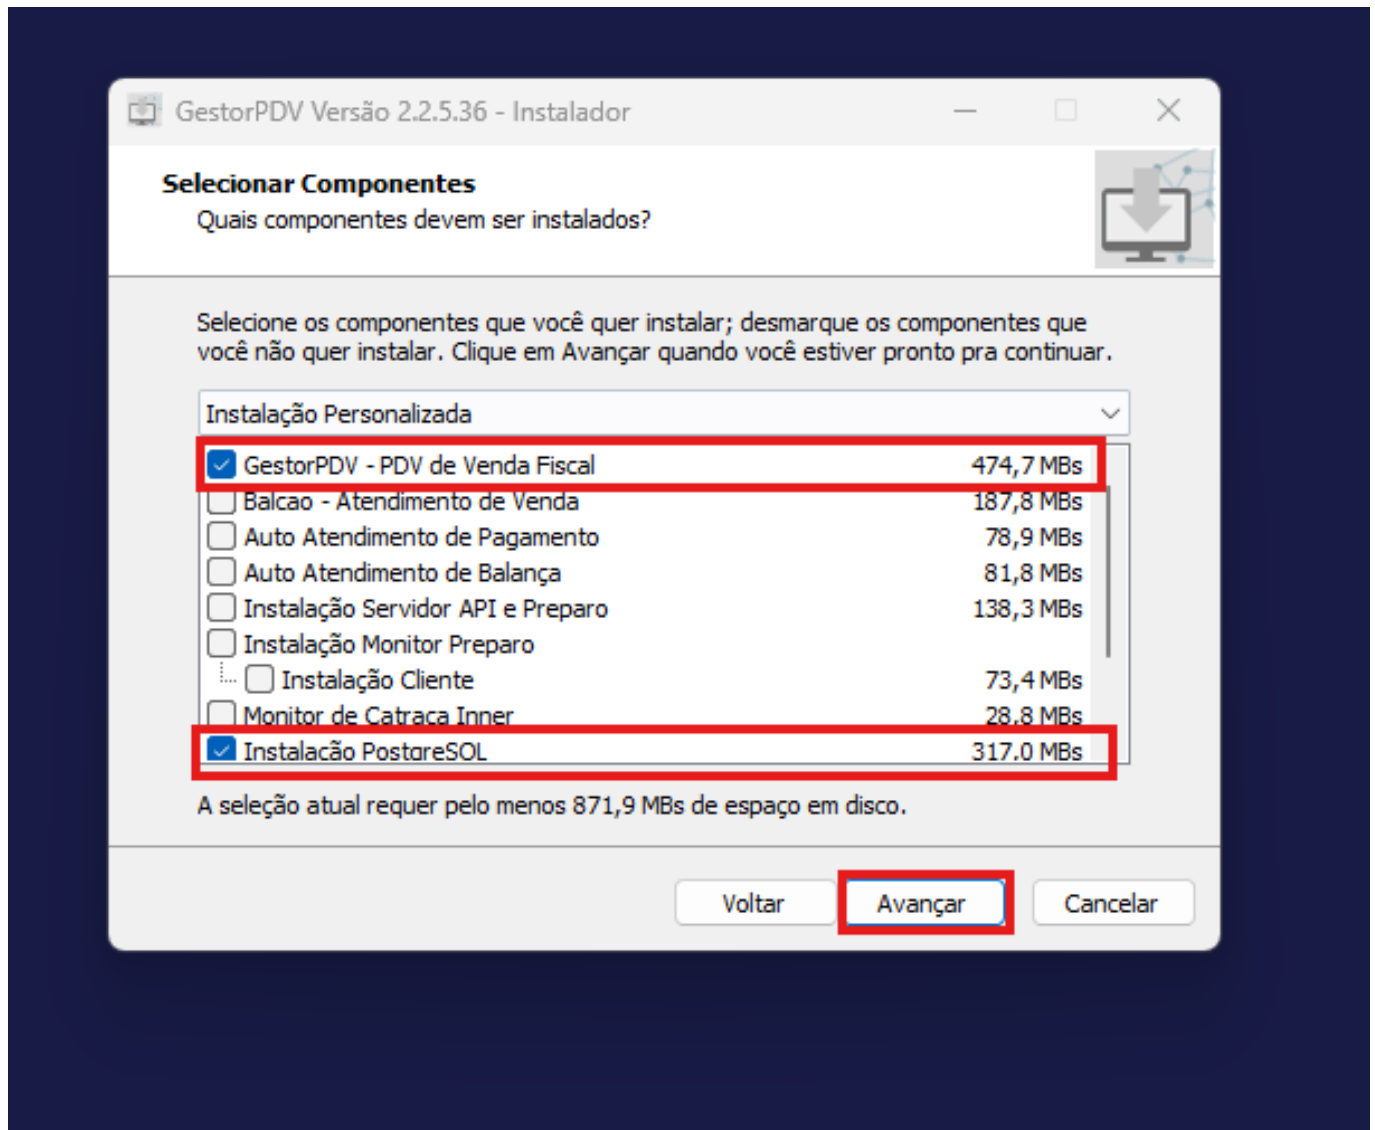 GestorPDV Versão 2.2.5.36 - Instalador
Selecionar Componentes
Quais componentes devem ser instalados?
Selecione os componentes que você quer instalar; desmarque os componentes que
você não quer instalar. Clique em Avançar quando você estiver pronto pra continuar.
Instalação Personalizada
GestorPDV - PDV de Venda Fiscal 474,7 MBs
Balcao - Atendimento de Venda 187,8 MBs
Auto Atendimento de Pagamento 78,9 MBs
Auto Atendimento de Balança 81,8 MBs
Instalação Servidor API e Preparo 138,3 MBs
Instalação Monitor Preparo
Instalação Cliente 73,4 MBs
Monitor de Catraca Inner 28,8 MBs
Instalação PostgreSQL 317,0 MBs
A seleção atual requer pelo menos 871,9 MBs de espaço em disco.
Voltar Avançar Cancelar